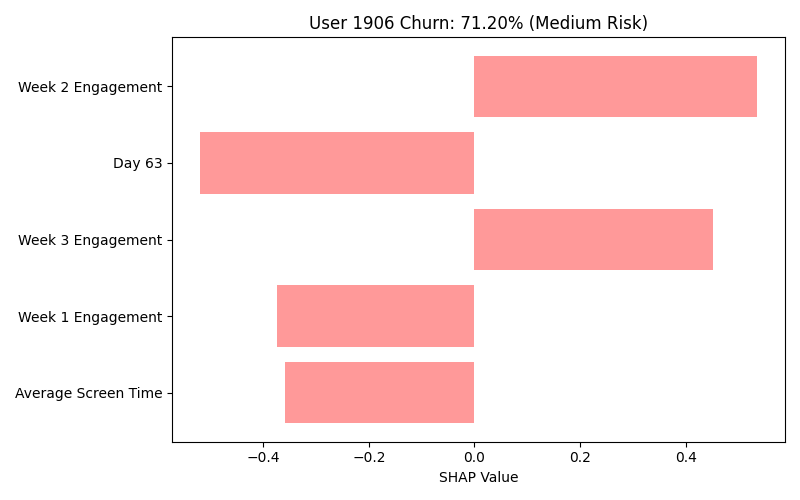 User 1906 Churn: 71.20% (Medium Risk)
Week 2 Engagement
Day 63
Week 3 Engagement
Week 1 Engagement
Average Screen Time
−0.4 −0.2 0.0 0.2 0.4
SHAP Value